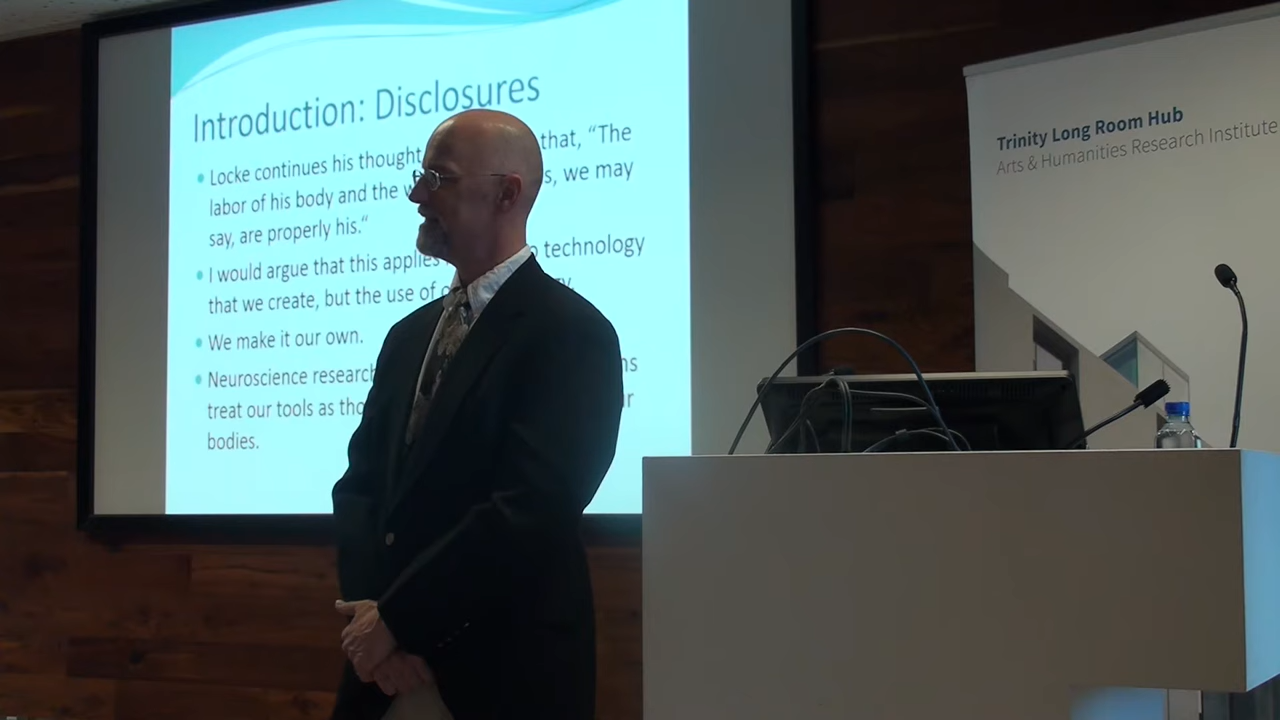 Introduction: Disclosures
• Locke continues his thought that, “The
labor of his body and the s, we may
say, are properly his.“
• I would argue that this applies technology
that we create, but the use of
• We make it our own.
• Neuroscience research ns
treat our tools as
bodies.
Trinity Long Room Hub
Arts & Humanities Research Institute